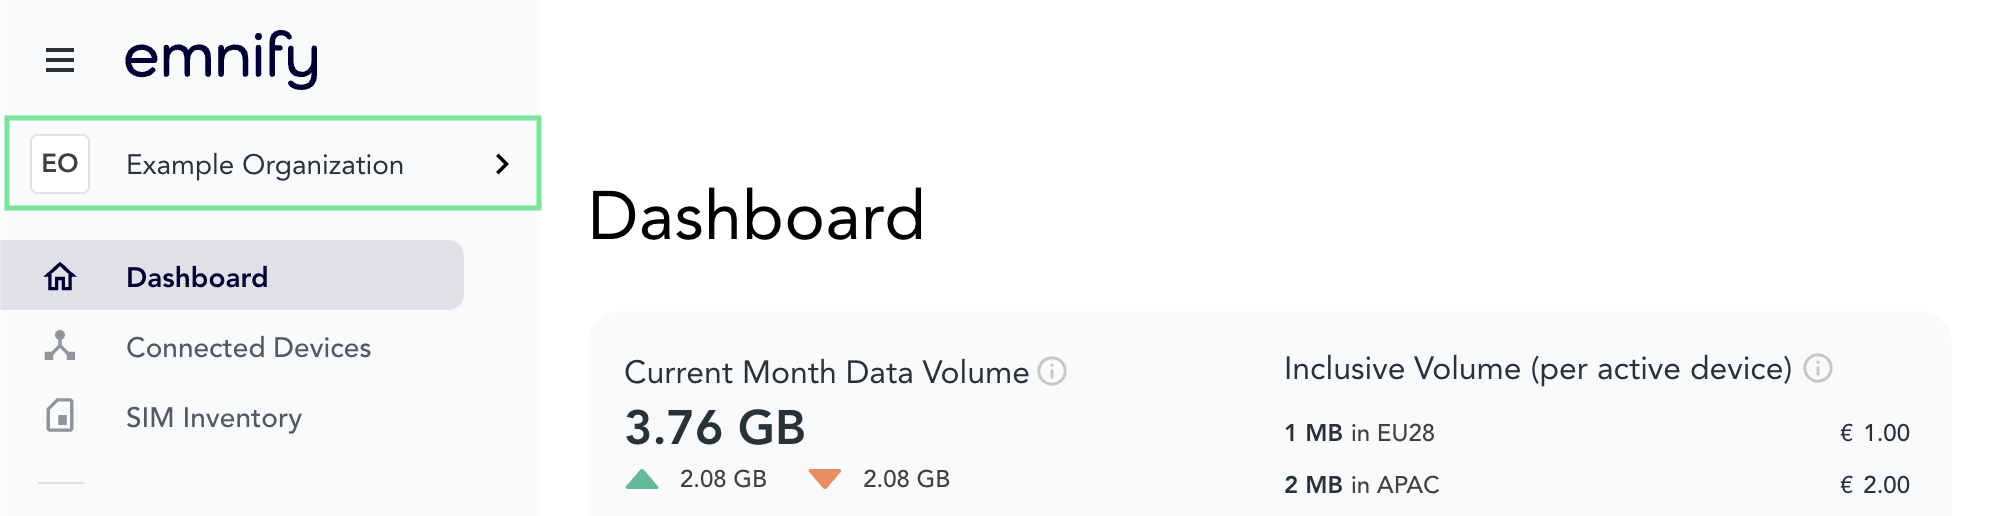 emnify
EO Example Organization
Dashboard
Connected Devices
SIM Inventory
Dashboard
Current Month Data Volume
3.76 GB
2.08 GB 2.08 GB
Inclusive Volume (per active device)
1 MB in EU28 € 1.00
2 MB in APAC € 2.00